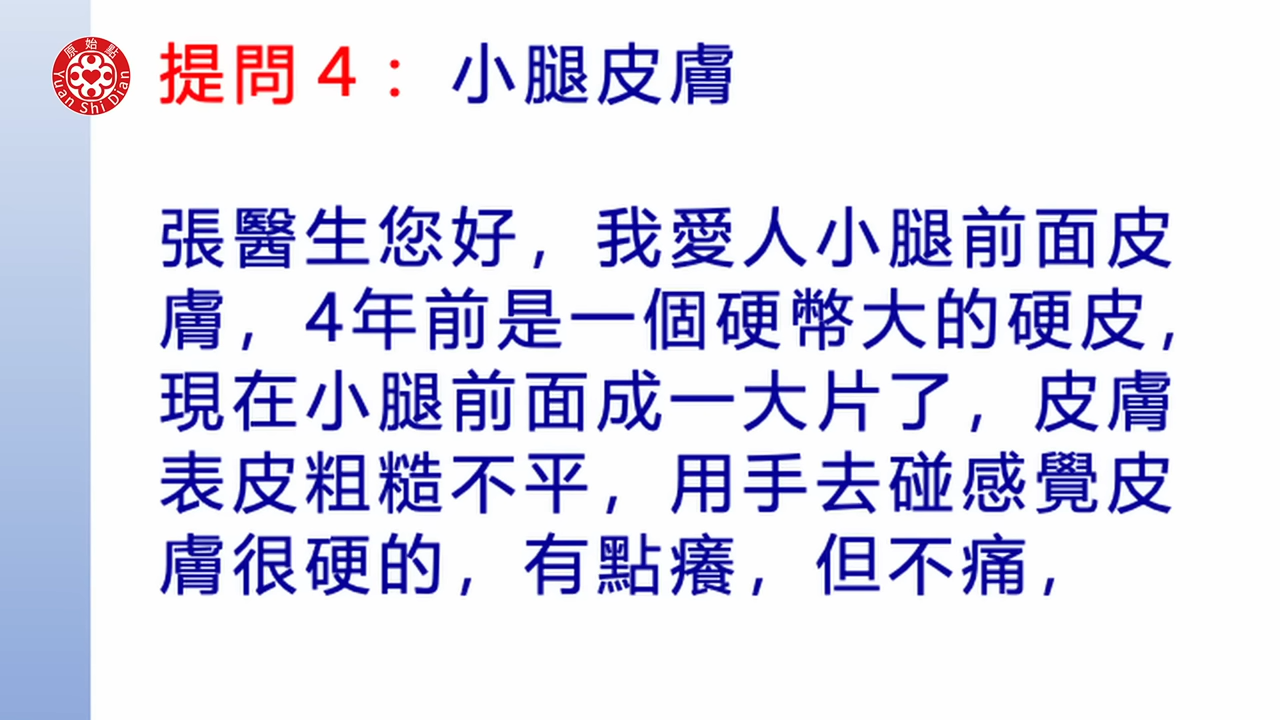 原始點
Yuan Shi Dian
提問4：小腿皮膚
張醫生您好，我愛人小腿前面皮
膚，4年前是一個硬幣大的硬皮，
現在小腿前面成一大片了，皮膚
表皮粗糙不平，用手去碰感覺皮
膚很硬的，有點癢，但不痛，